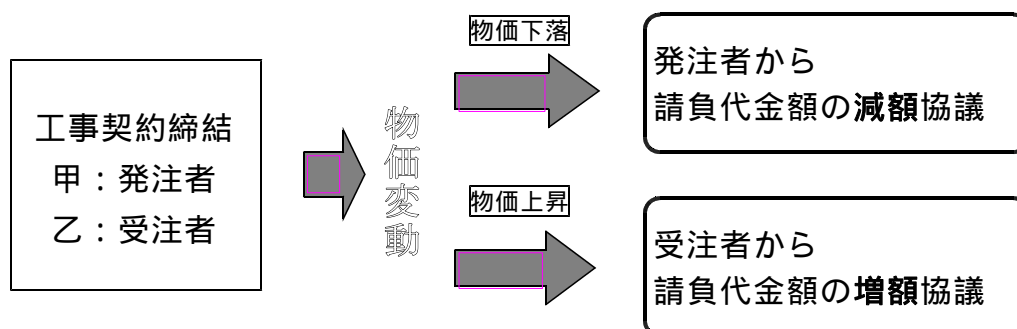 工事契約締結
甲：発注者
乙：受注者
物価変動
物価下落
発注者から
請負代金額の減額協議
物価上昇
受注者から
請負代金額の増額協議